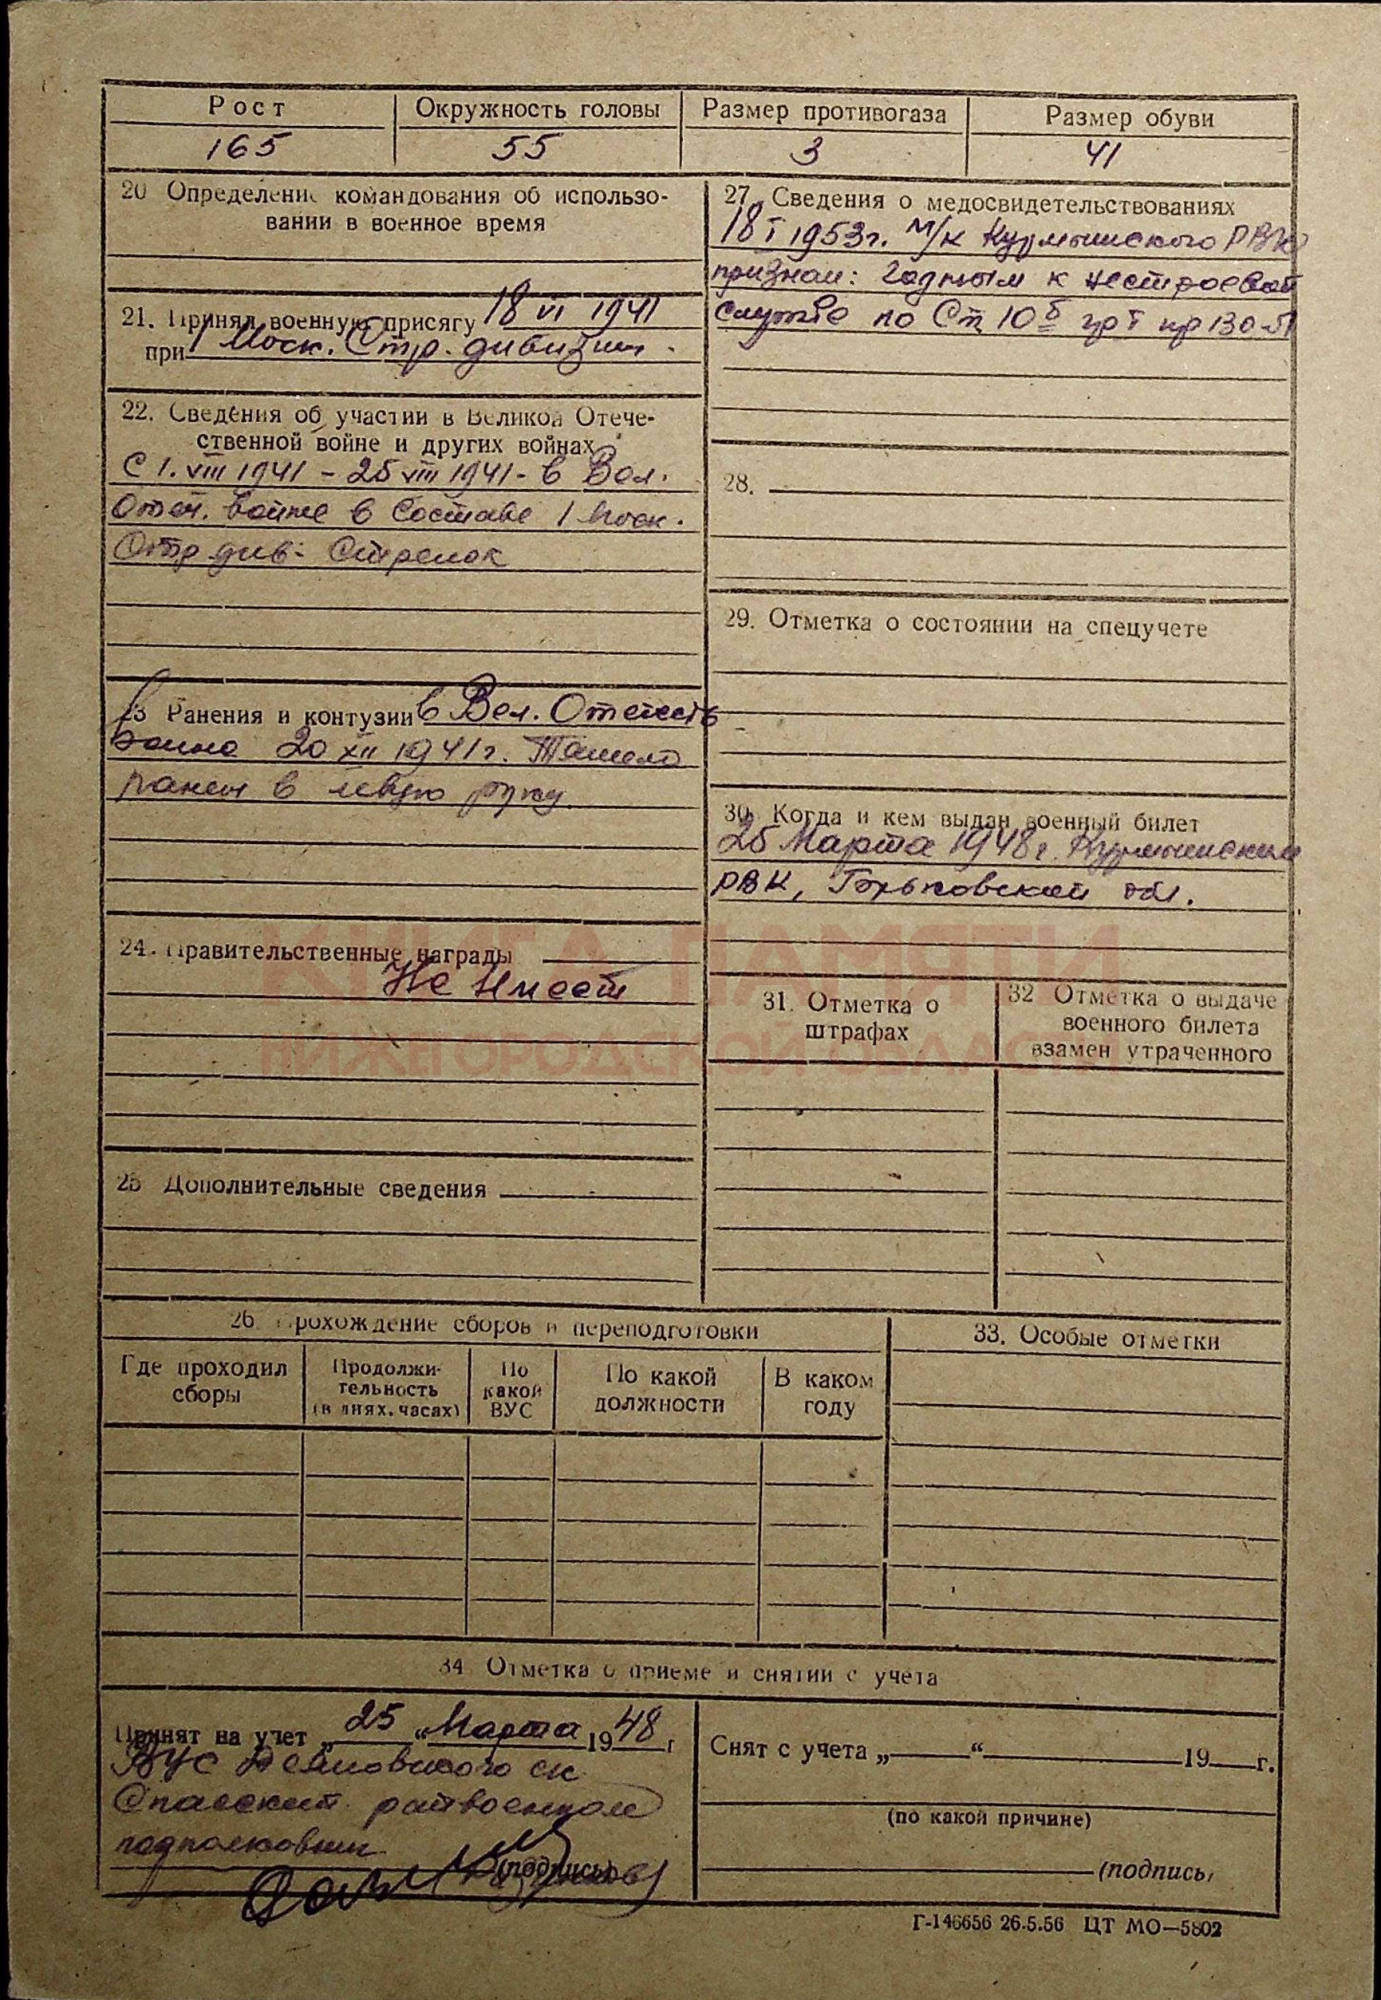 Рост
Окружность головы
Размер противогаза
Размер обуви
165
55
3
41
20 Определение командования об использо-
вании в военное время
21. Принял военную присягу 18 VI 1941
при 1 Моск. Стр. дивизии.
22. Сведения об участии в Великой Отече-
ственной войне и других войнах
С 1. VIII 1941 - 25 VIII 1941 - в Вел.
Отеч. войне в составе 1 Моск.
Стр. див. Стрелок
23 Ранения и контузии в Вел. Отечеств
война 20 XII 1941 г. Тяжело
ранен в левую руку
24. Правительственные награды
Не имеет
25 Дополнительные сведения
27. Сведения о медосвидетельствованиях
18 I 1953 г. м/к Курмышского РВК
признан: годным к нестроевой
службе по Ст 10 б гр I пр 130-51
28.
29. Отметка о состоянии на спецучете
30. Когда и кем выдан военный билет
25 Марта 1948 г. Курмышским
РВК, Горьковской обл.
31. Отметка о
штрафах
32 Отметка о выдаче
военного билета
взамен утраченного
КНИГА ПАМЯТИ
НИЖЕГОРОДСКОЙ ОБЛАСТИ
26. Прохождение сборов и переподготовки
Где проходил
сборы
Продолжи-
тельность
(в днях, часах)
По
какой
ВУС
По какой
должности
В каком
году
33. Особые отметки
34 Отметка о приеме и снятии с учета
Принят на учет „25“ Марта 1948 г
ВУС
Спасский райвоенком
подполковник
(подпись)
Снят с учета „ “ 19 г.
(по какой причине)
(подпись)
Г-146656 26.5.56 ЦТ МО—5802